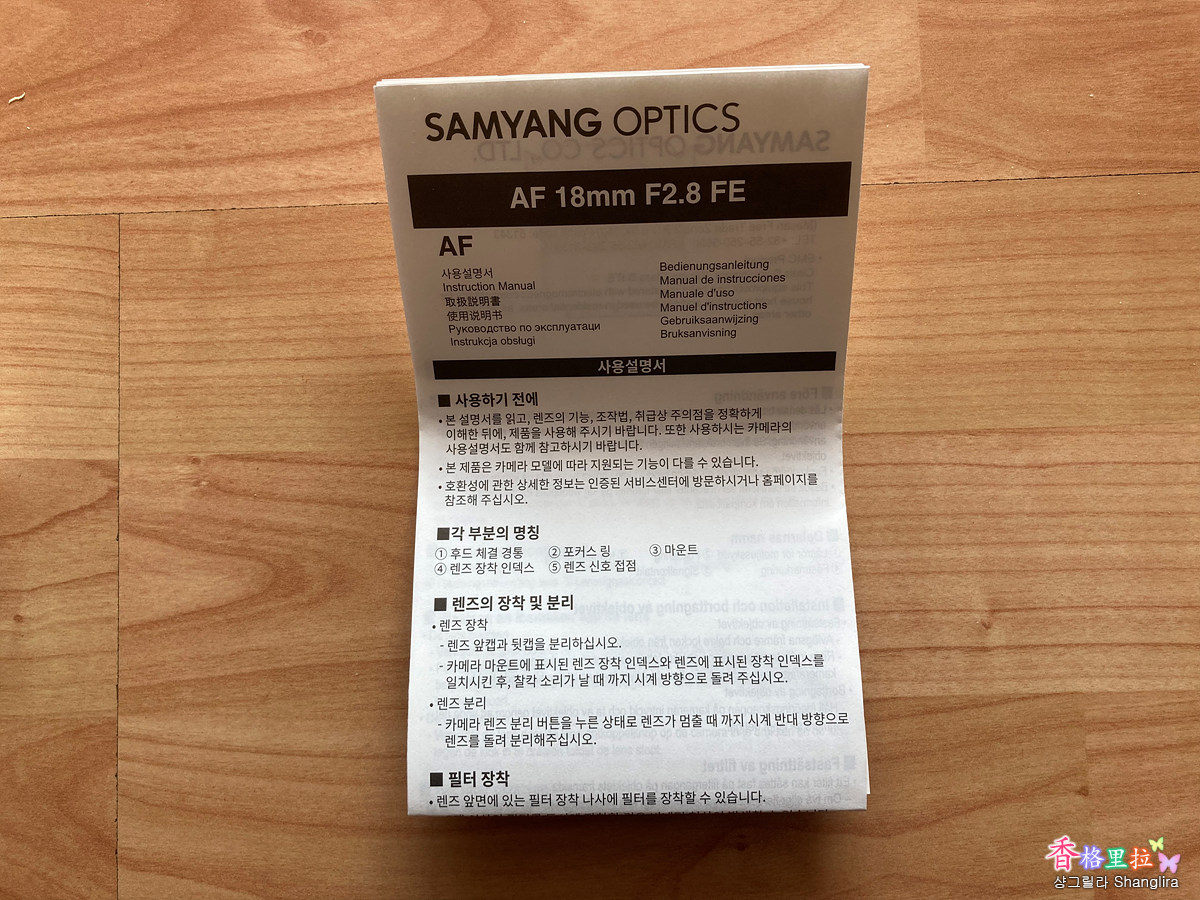 SAMYANG OPTICS
AF 18mm F2.8 FE
AF
사용설명서
Instruction Manual
取扱説明書
使用说明书
Руководство по эксплуатаци
Instrukcja obsługi
Bedienungsanleitung
Manual de instrucciones
Manuale d'uso
Manuel d'instructions
Gebruiksaanwijzing
Bruksanvisning
사용설명서
■ 사용하기 전에
• 본 설명서를 읽고, 렌즈의 기능, 조작법, 취급상 주의점을 정확하게
이해한 뒤에, 제품을 사용해 주시기 바랍니다. 또한 사용하시는 카메라의
사용설명서도 함께 참고하시기 바랍니다.
• 본 제품은 카메라 모델에 따라 지원되는 기능이 다를 수 있습니다.
• 호환성에 관한 상세한 정보는 인증된 서비스센터에 방문하시거나 홈페이지를
참조해 주십시오.
■각 부분의 명칭
① 후드 체결 경통 ② 포커스 링 ③ 마운트
④ 렌즈 장착 인덱스 ⑤ 렌즈 신호 접점
■ 렌즈의 장착 및 분리
• 렌즈 장착
- 렌즈 앞캡과 뒷캡을 분리하십시오.
- 카메라 마운트에 표시된 렌즈 장착 인덱스와 렌즈에 표시된 장착 인덱스를
일치시킨 후, 찰칵 소리가 날 때 까지 시계 방향으로 돌려 주십시오.
• 렌즈 분리
- 카메라 렌즈 분리 버튼을 누른 상태로 렌즈가 멈출 때 까지 시계 반대 방향으로
렌즈를 돌려 분리해주십시오.
■ 필터 장착
• 렌즈 앞면에 있는 필터 장착 나사에 필터를 장착할 수 있습니다.
香格里拉
샹그릴라 Shanglira